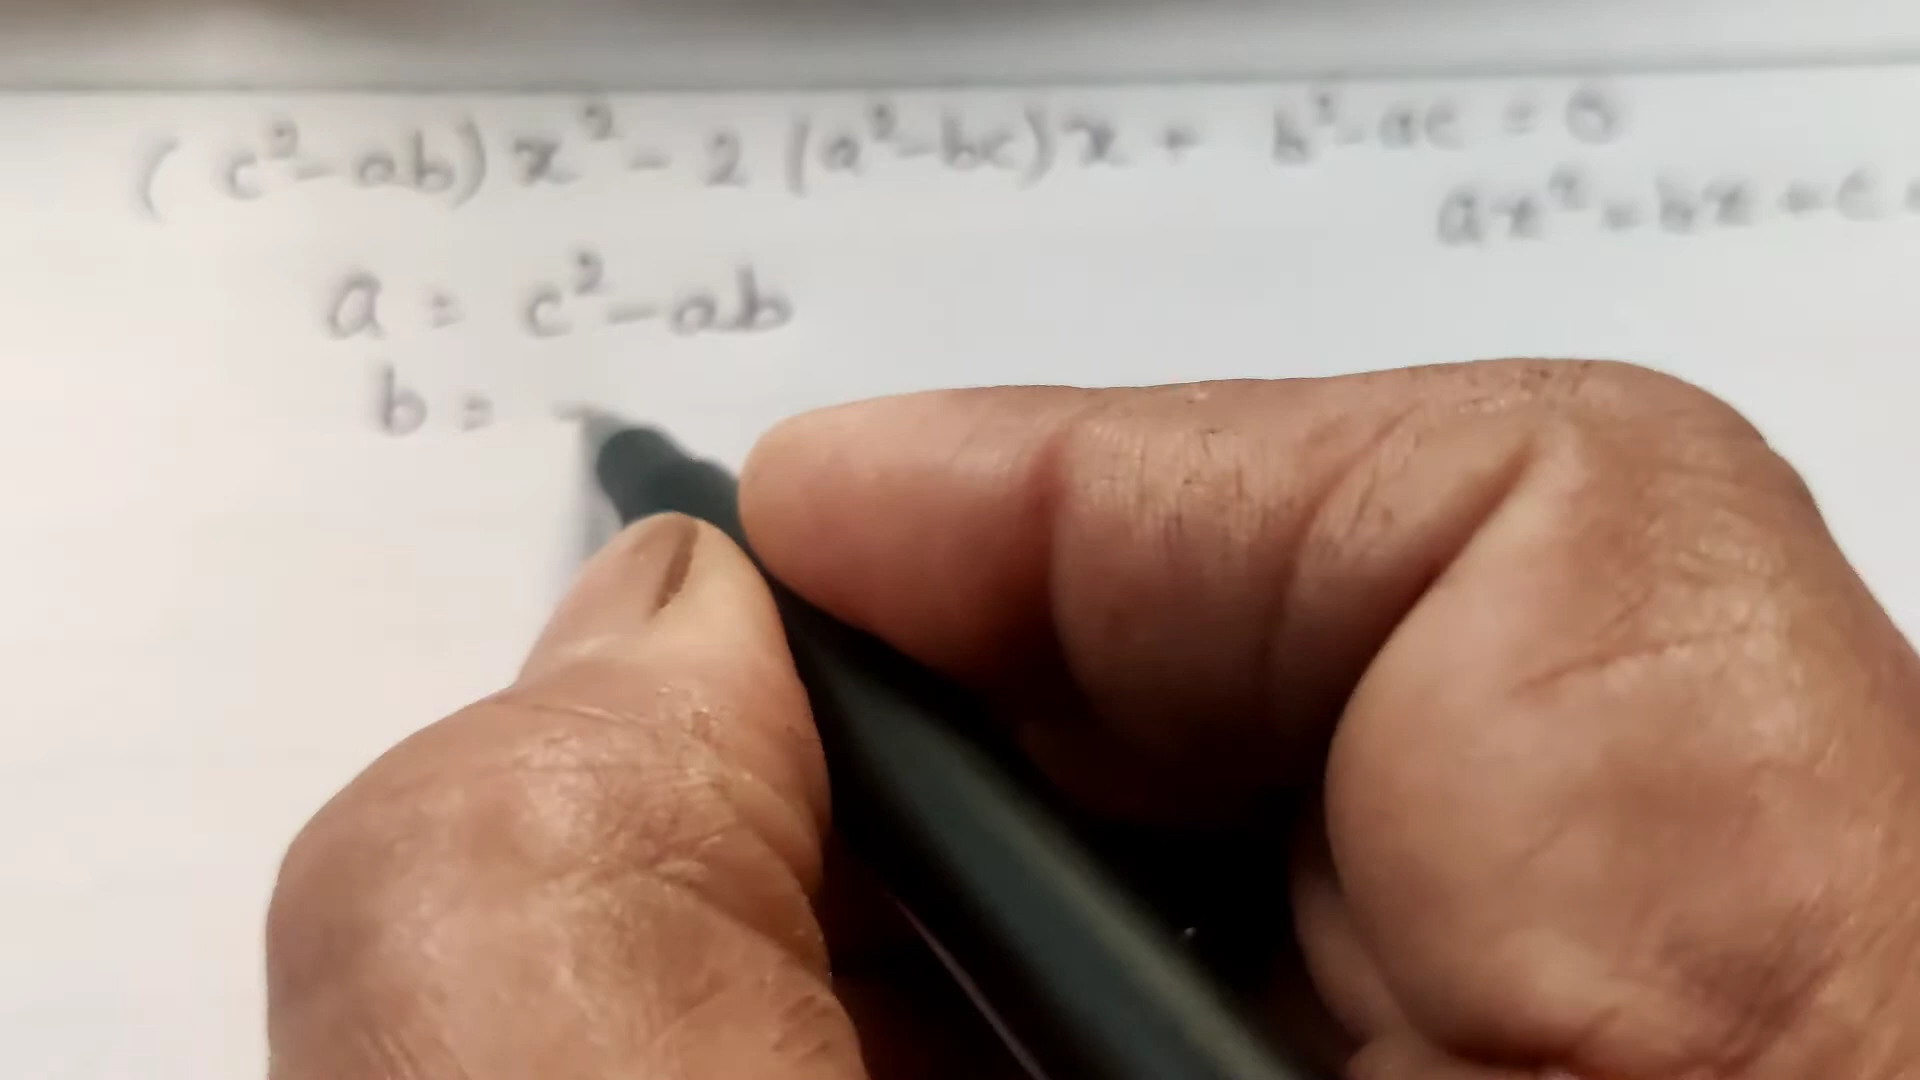 (c²-ab)x²-2(a²-bc)x+ b²-ac = 0
ax²+bx+c=
a = c²-ab
b = -